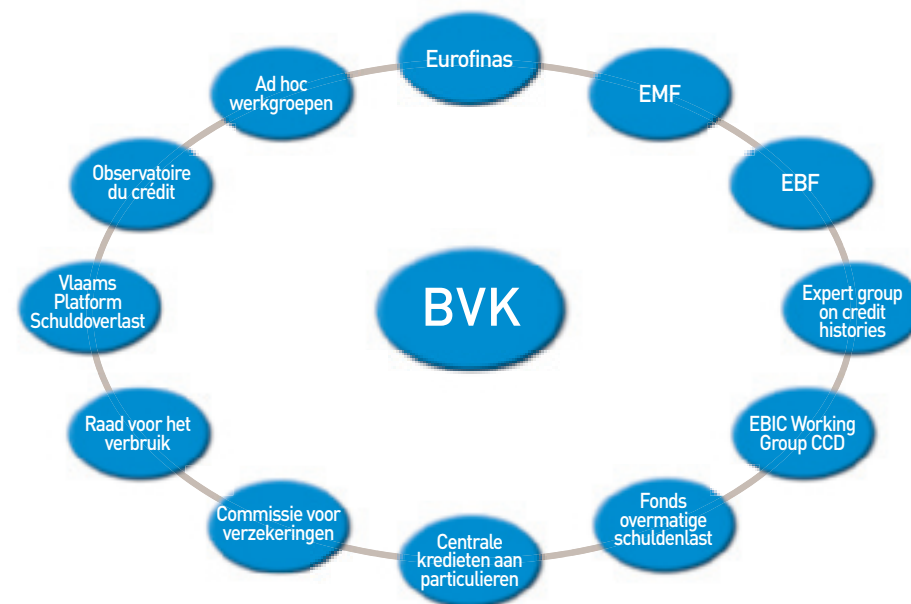 Eurofinas
EMF
EBF
Expert group
on credit
histories
EBIC Working
Group CCD
Fonds
overmatige
schuldenlast
Centrale
kredieten aan
particulieren
Commissie voor
verzekeringen
Raad voor het
verbruik
Vlaams
Platform
Schuldoverlast
Observatoire
du crédit
Ad hoc
werkgroepen
BVK